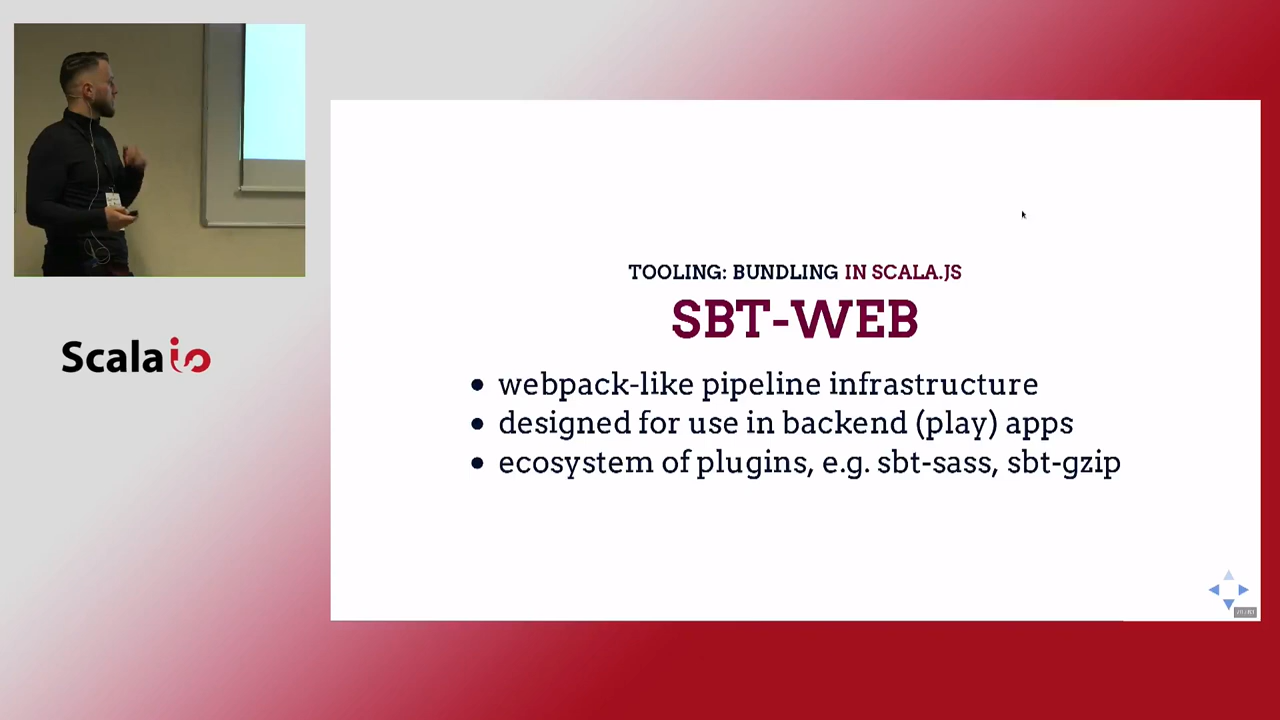 TOOLING: BUNDLING IN SCALA.JS
SBT-WEB
• webpack-like pipeline infrastructure
• designed for use in backend (play) apps
• ecosystem of plugins, e.g. sbt-sass, sbt-gzip
Scala io